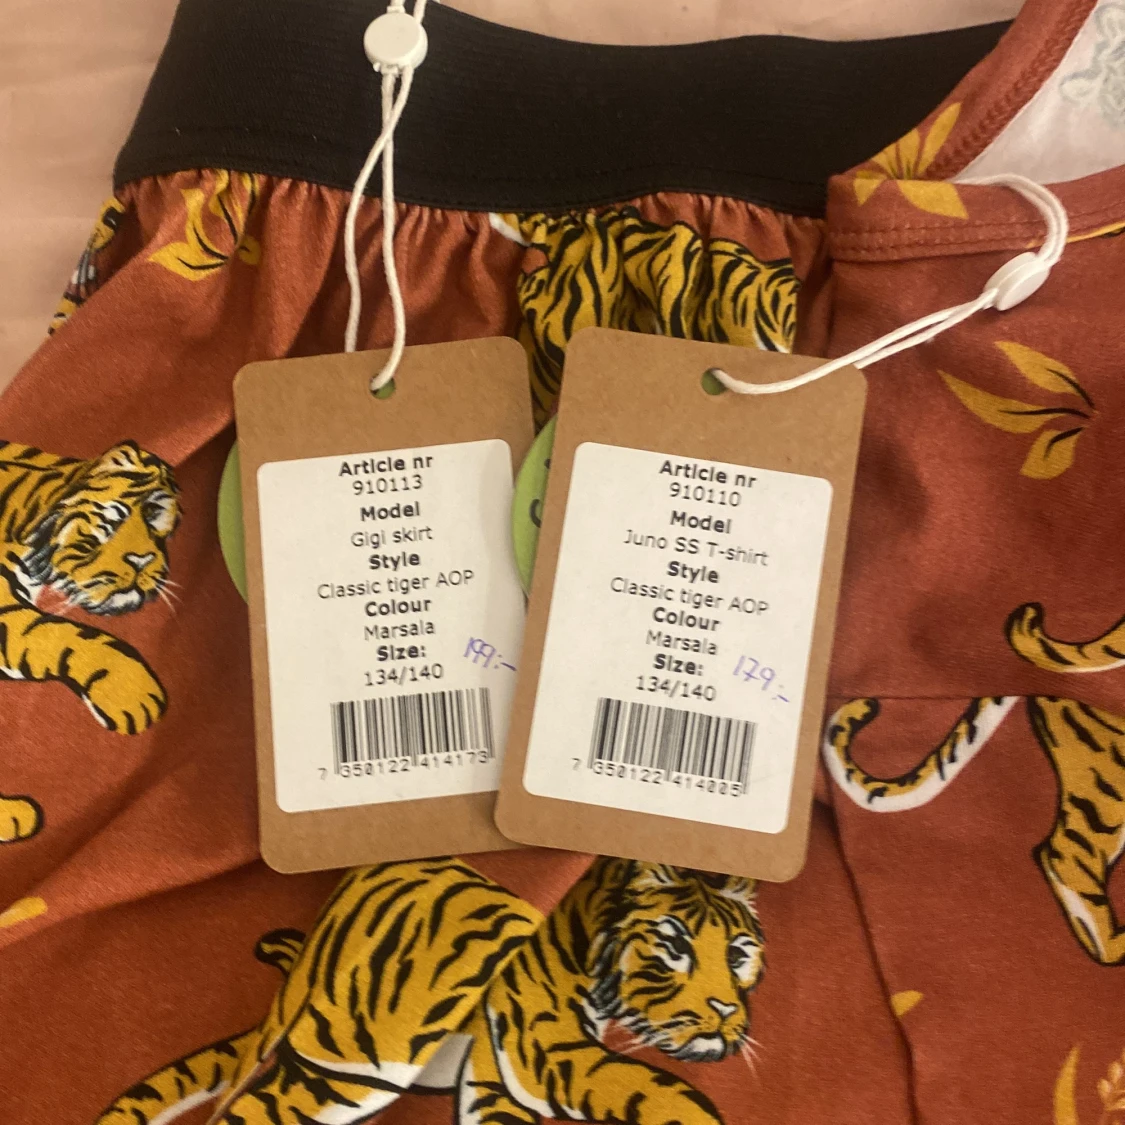 Article nr
910113
Model
Gigi skirt
Style
Classic tiger AOP
Colour
Marsala
Size:
134/140
199:-
7 350122 414173
Article nr
910110
Model
Juno SS T-shirt
Style
Classic tiger AOP
Colour
Marsala
Size:
134/140
179:-
7 350122 414005